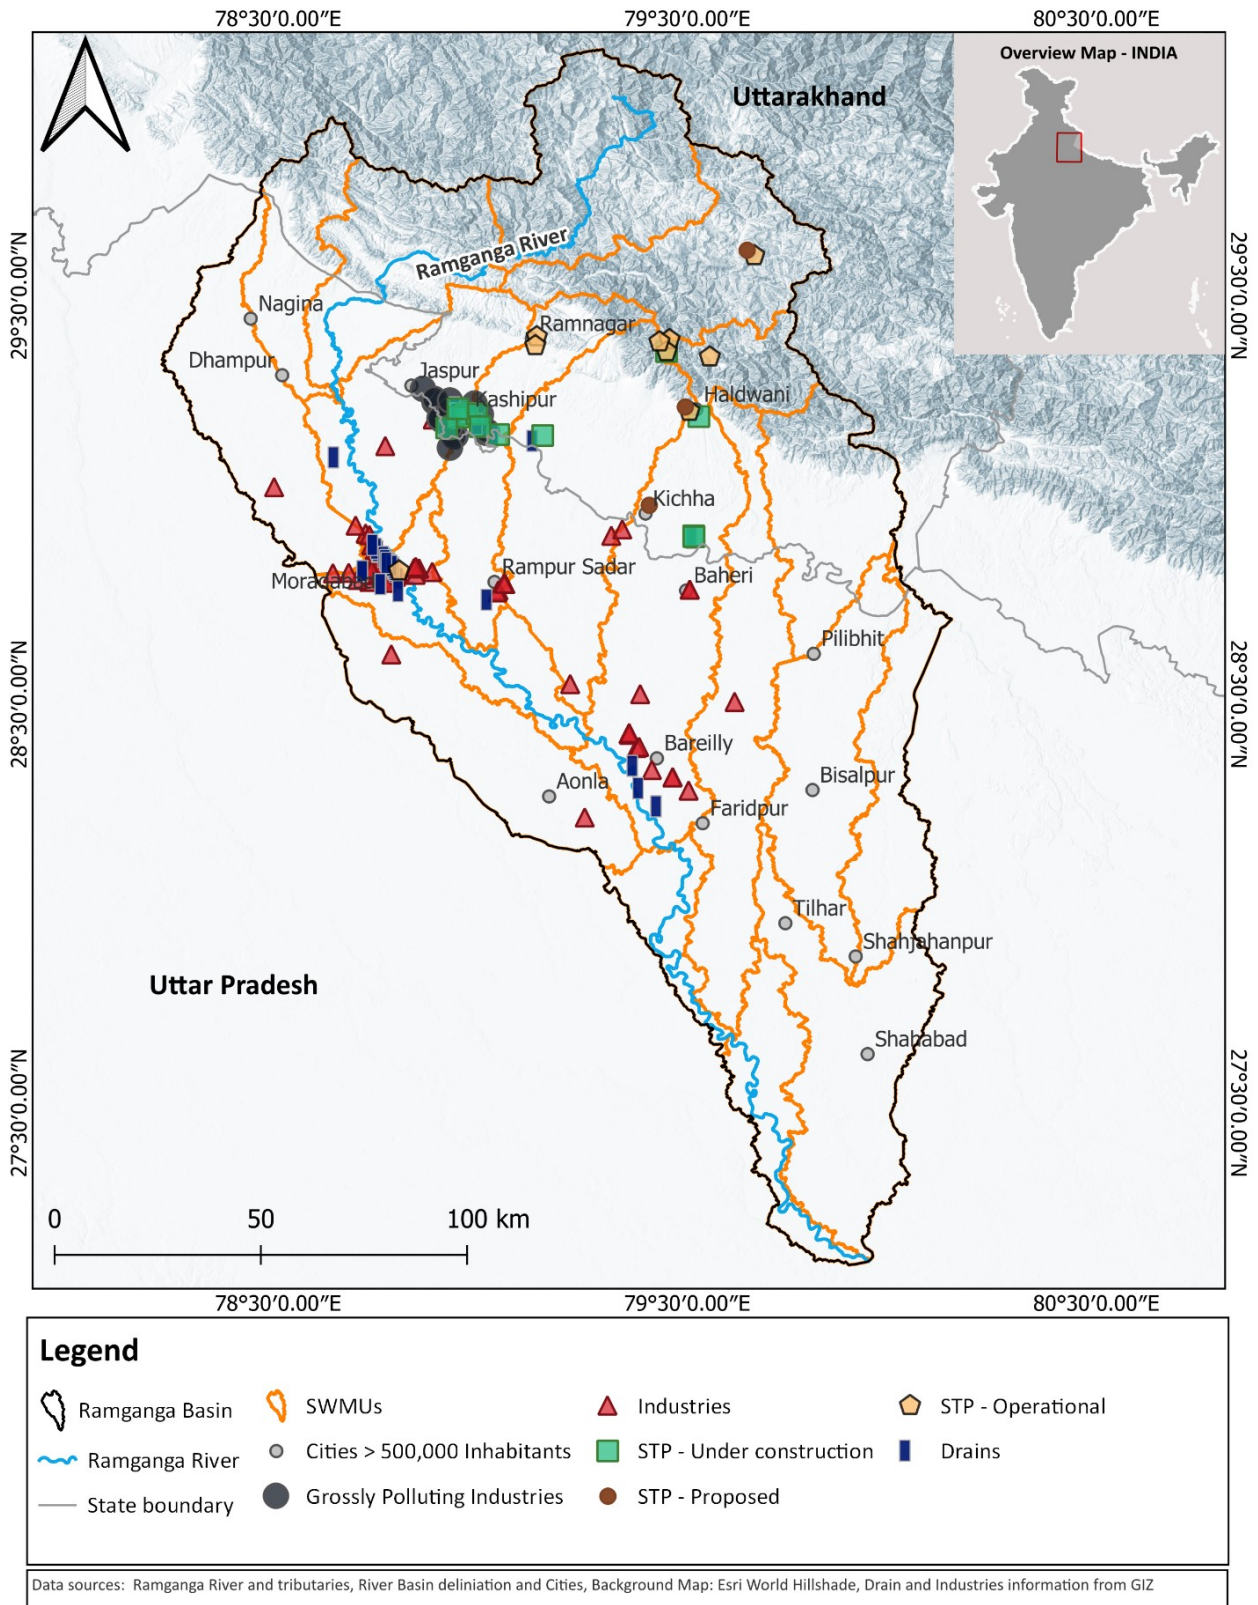 78°30′0.00″E 79°30′0.00″E 80°30′0.00″E
Overview Map - INDIA
Uttarakhand
29°30′0.00″N
29°30′0.00″N
Ramganga River
Nagina
Ramnagar
Dhampur
Jaspur
Kashipur
Haldwani
Kichha
Rampur Sadar
Baheri
Pilibhit
28°30′0.00″N
28°30′0.00″N
Bareilly
Aonla
Bisalpur
Faridpur
Tilhar
Shahjahanpur
Uttar Pradesh
Shahabad
27°30′0.00″N
27°30′0.00″N
0 50 100 km
78°30′0.00″E 79°30′0.00″E 80°30′0.00″E
Legend
Ramganga Basin SWMUs Industries STP - Operational
Ramganga River Cities > 500,000 Inhabitants STP - Under construction Drains
State boundary Grossly Polluting Industries STP - Proposed
Data sources: Ramganga River and tributaries, River Basin deliniation and Cities, Background Map: Esri World Hillshade, Drain and Industries information from GIZ